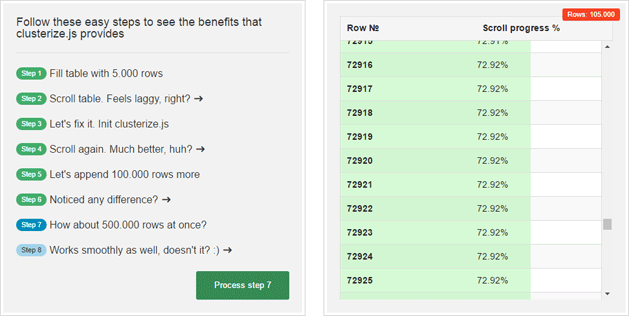 Follow these easy steps to see the benefits that
clusterize.js provides
Step 1 Fill table with 5.000 rows
Step 2 Scroll table. Feels laggy, right? ➔
Step 3 Let's fix it. Init clusterize.js
Step 4 Scroll again. Much better, huh? ➔
Step 5 Let's append 100.000 rows more
Step 6 Noticed any difference? ➔
Step 7 How about 500.000 rows at once?
Step 8 Works smoothly as well, doesn't it? :) ➔
Process step 7
Rows: 105.000
Row № Scroll progress %
72915 72.91%
72916 72.92%
72917 72.92%
72918 72.92%
72919 72.92%
72920 72.92%
72921 72.92%
72922 72.92%
72923 72.92%
72924 72.92%
72925 72.92%